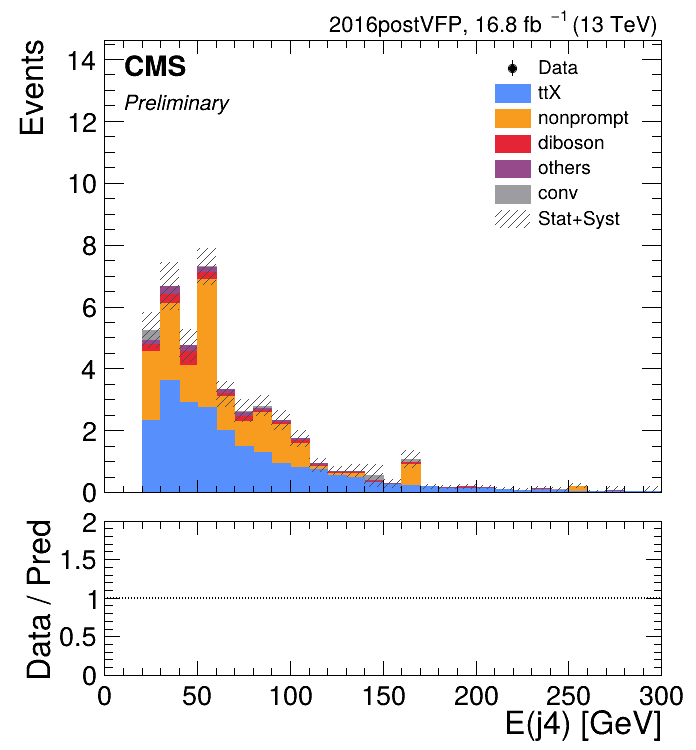 2016postVFP, 16.8 fb⁻¹ (13 TeV)
CMS
Preliminary
Data
ttX
nonprompt
diboson
others
conv
Stat+Syst
Events
14
12
10
8
6
4
2
0
Data / Pred
2
1.5
1
0.5
0
0 50 100 150 200 250 300
E(j4) [GeV]